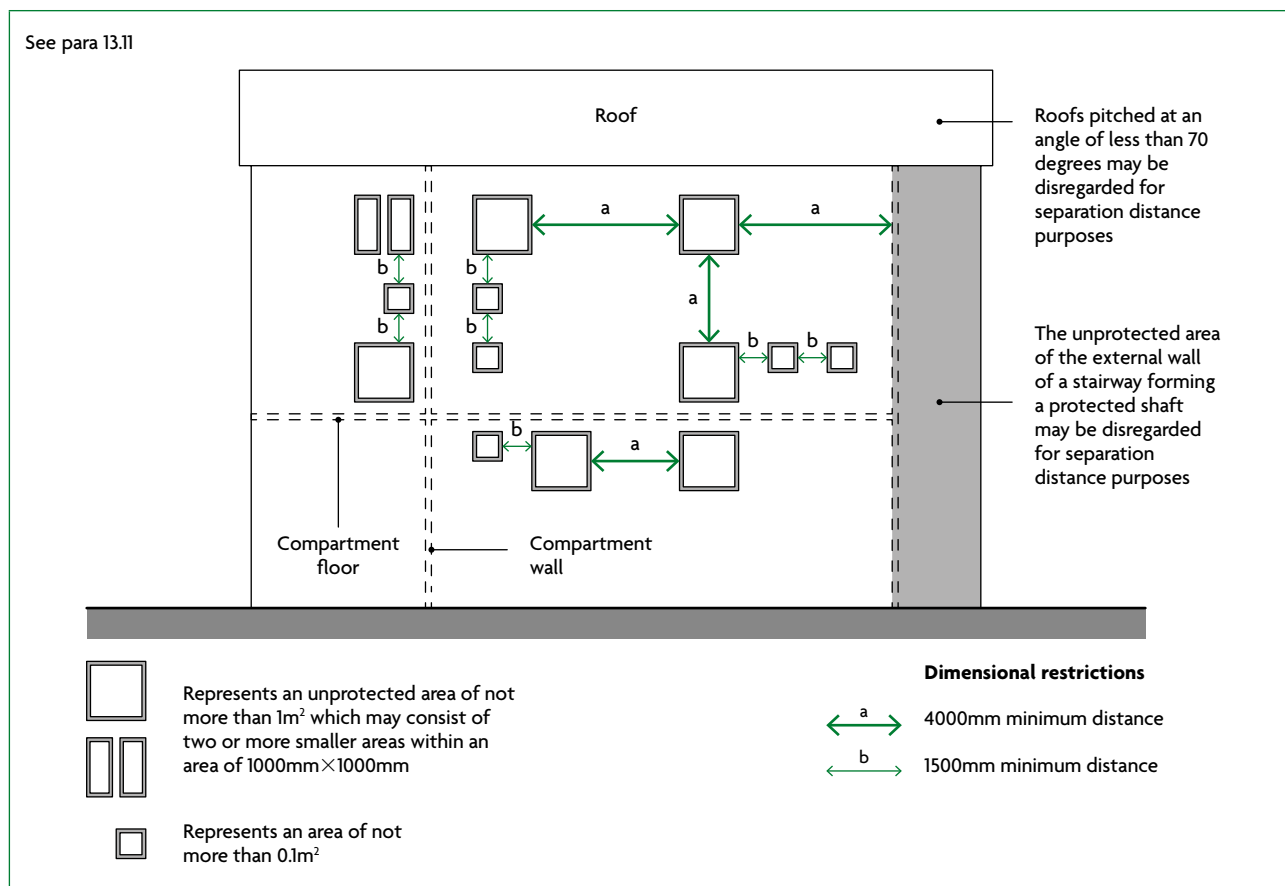 See para 13.11
Roof
Roofs pitched at an
angle of less than 70
degrees may be
disregarded for
separation distance
purposes
a
a
b
b
a
b
b
b
b
The unprotected area
of the external wall
of a stairway forming
a protected shaft
may be disregarded
for separation
distance purposes
b
a
Compartment
floor
Compartment
wall
Represents an unprotected area of not
more than 1m² which may consist of
two or more smaller areas within an
area of 1000mm×1000mm
Represents an area of not
more than 0.1m²
Dimensional restrictions
a
4000mm minimum distance
b
1500mm minimum distance